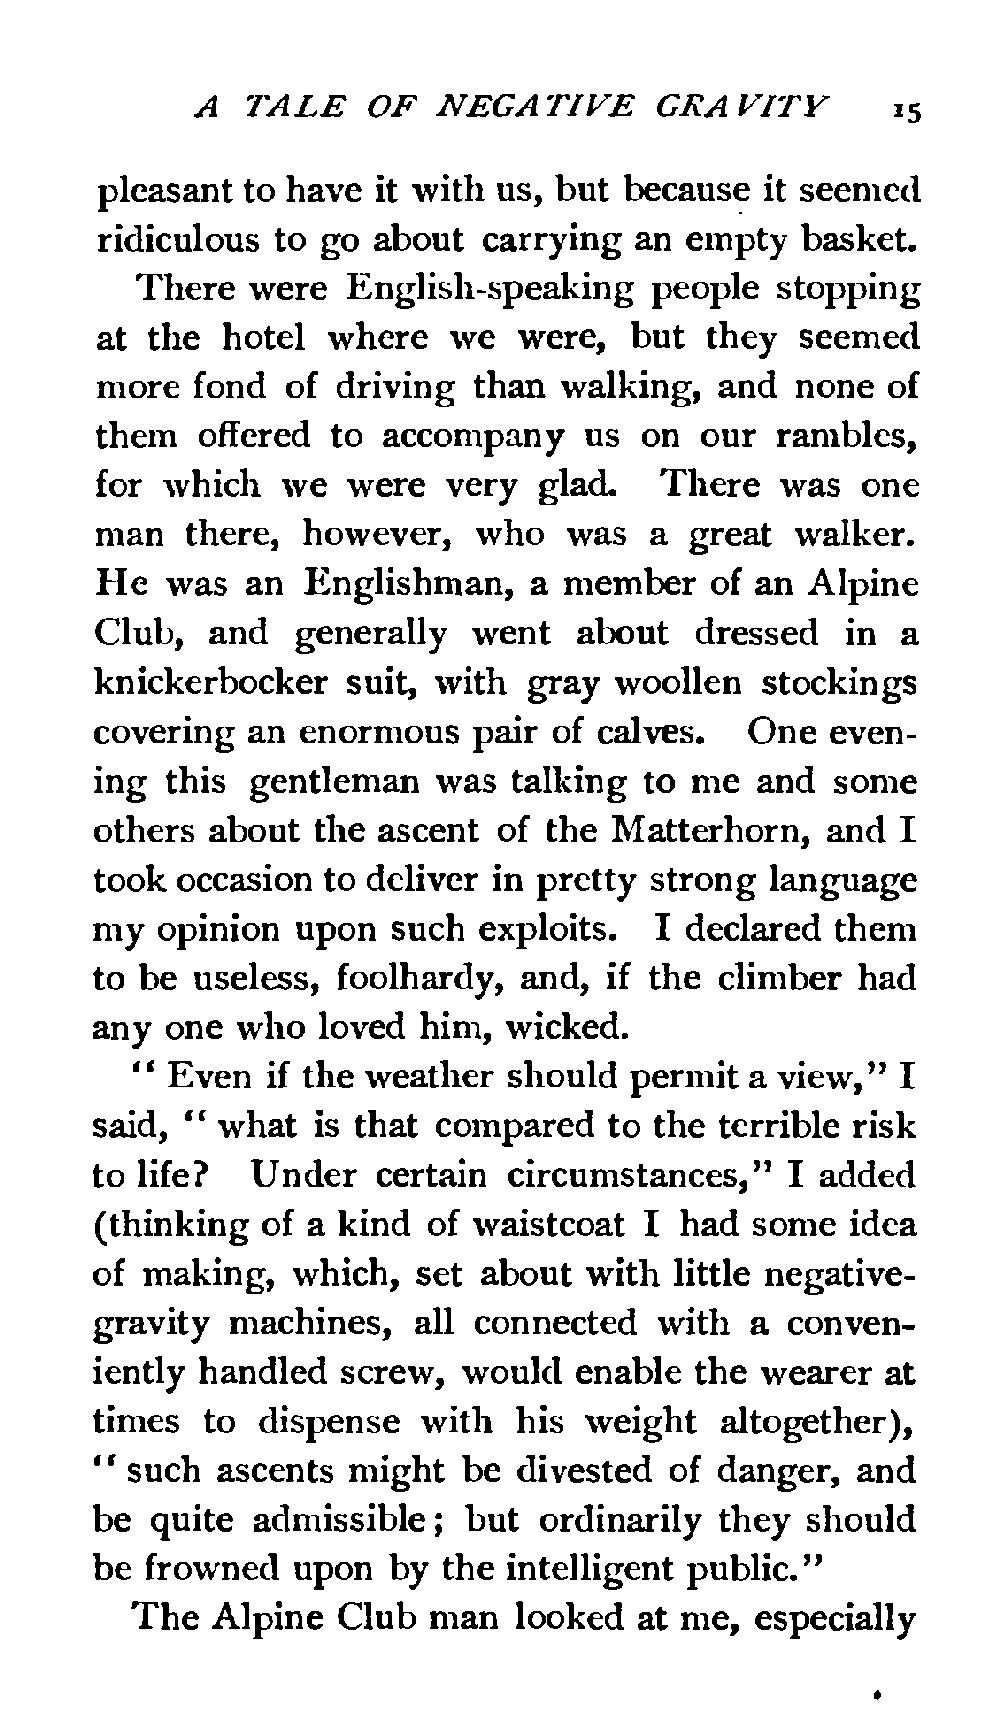 A TALE OF NEGATIVE GRAVITY 15
pleasant to have it with us, but because it seemed
ridiculous to go about carrying an empty basket.
There were English-speaking people stopping
at the hotel where we were, but they seemed
more fond of driving than walking, and none of
them offered to accompany us on our rambles,
for which we were very glad. There was one
man there, however, who was a great walker.
He was an Englishman, a member of an Alpine
Club, and generally went about dressed in a
knickerbocker suit, with gray woollen stockings
covering an enormous pair of calves. One even-
ing this gentleman was talking to me and some
others about the ascent of the Matterhorn, and I
took occasion to deliver in pretty strong language
my opinion upon such exploits. I declared them
to be useless, foolhardy, and, if the climber had
any one who loved him, wicked.
“ Even if the weather should permit a view,” I
said, “ what is that compared to the terrible risk
to life? Under certain circumstances,” I added
(thinking of a kind of waistcoat I had some idea
of making, which, set about with little negative-
gravity machines, all connected with a conven-
iently handled screw, would enable the wearer at
times to dispense with his weight altogether),
“ such ascents might be divested of danger, and
be quite admissible ; but ordinarily they should
be frowned upon by the intelligent public.”
The Alpine Club man looked at me, especially